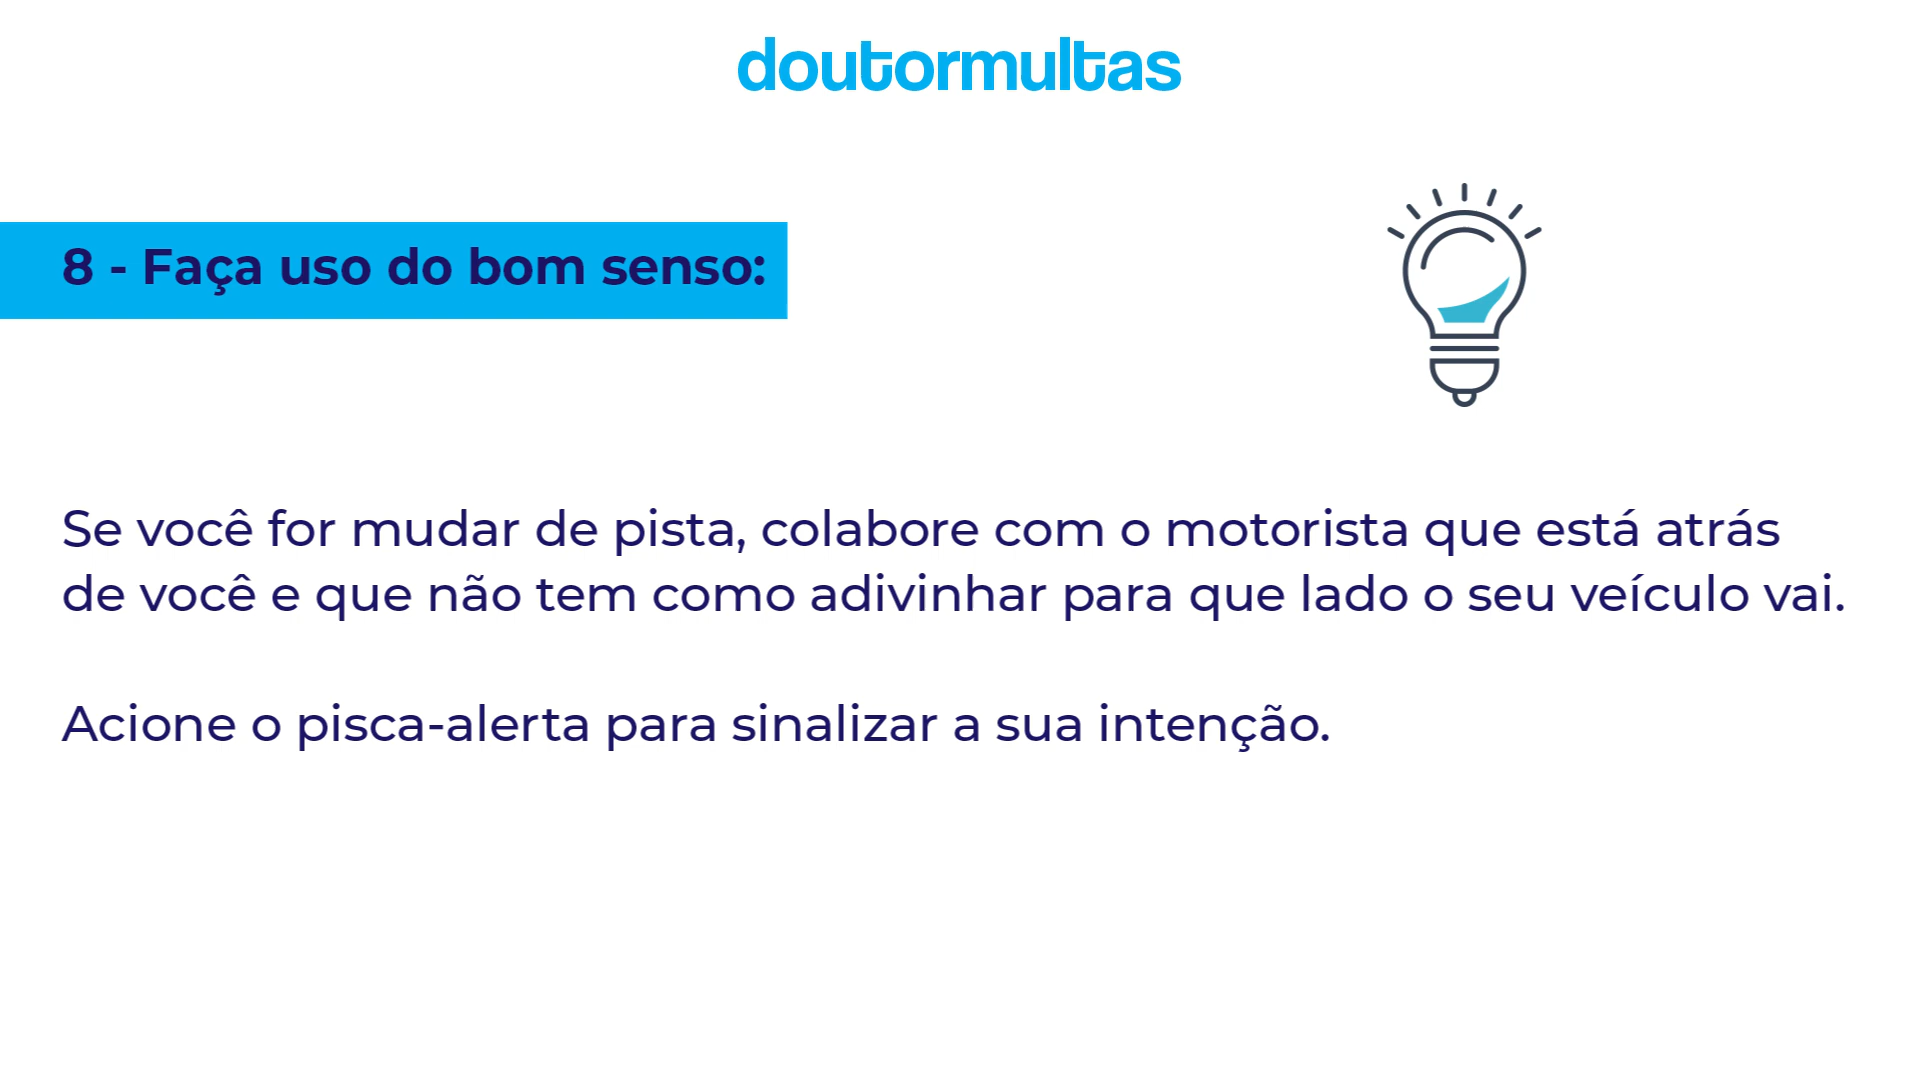 doutormultas
8 - Faça uso do bom senso:
Se você for mudar de pista, colabore com o motorista que está atrás
de você e que não tem como adivinhar para que lado o seu veículo vai.
Acione o pisca-alerta para sinalizar a sua intenção.